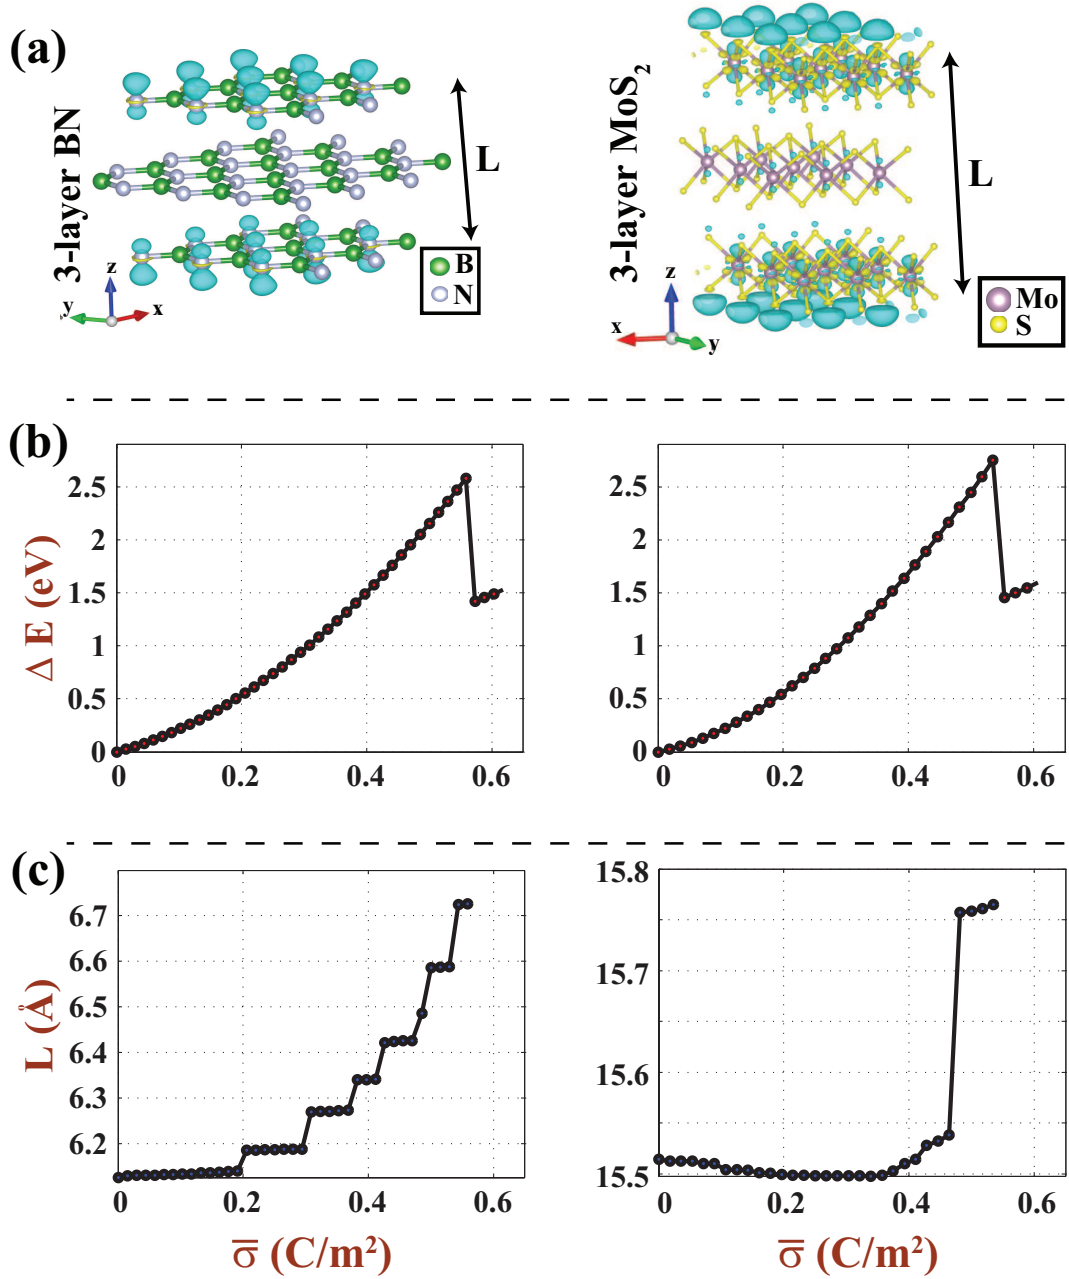 (a)
3-layer BN
L
B
N
z
y
x
3-layer MoS2
L
Mo
S
z
x
y
(b)
Δ E (eV)
2.5
2
1.5
1
0.5
0
0 0.2 0.4 0.6
2.5
2
1.5
1
0.5
0
0 0.2 0.4 0.6
(c)
L (Å)
6.7
6.6
6.5
6.4
6.3
6.2
0 0.2 0.4 0.6
σ̅ (C/m²)
15.8
15.7
15.6
15.5
0 0.2 0.4 0.6
σ̅ (C/m²)